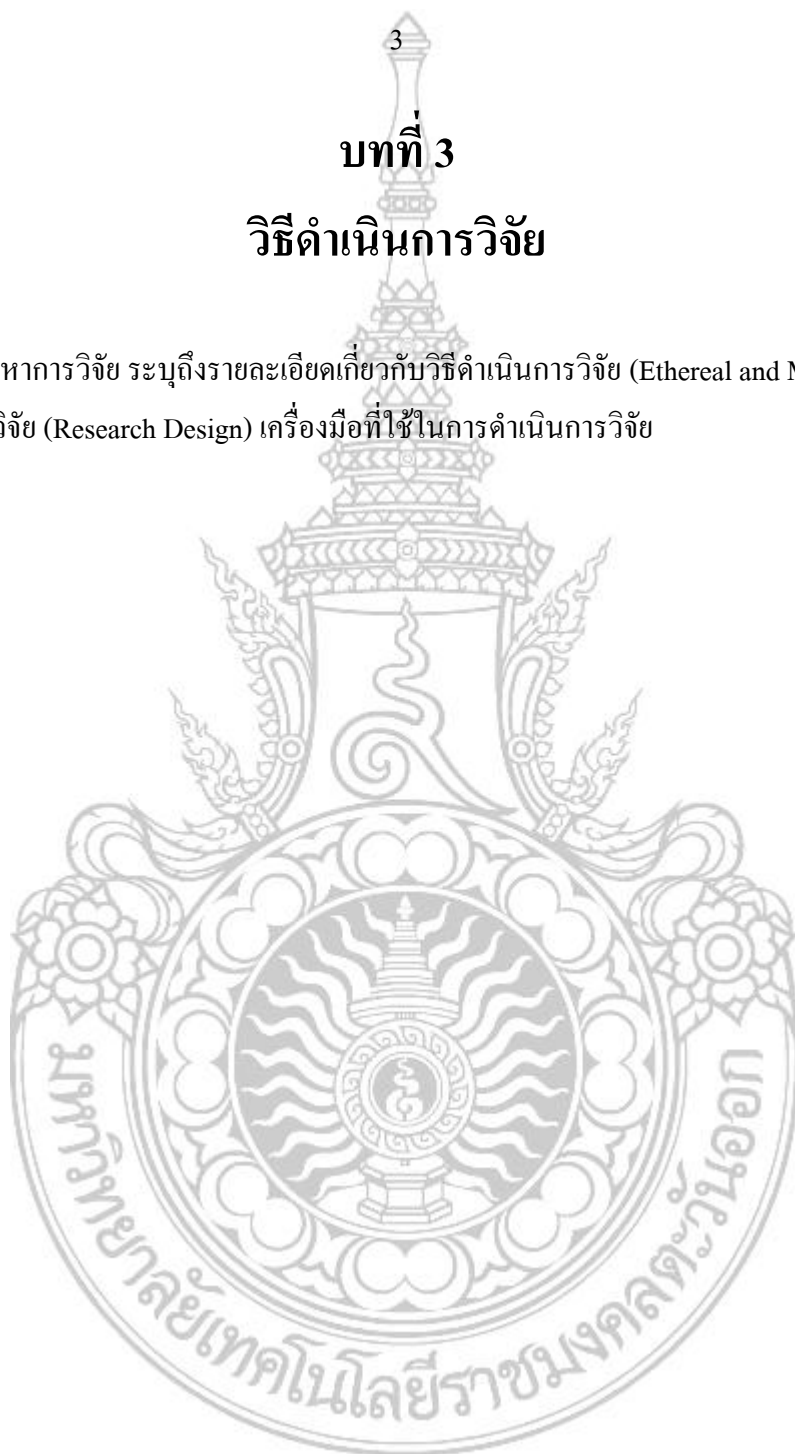 3
บทที่ 3
วิธีดำเนินการวิจัย
หาการวิจัย ระบุถึงรายละเอียดเกี่ยวกับวิธีดำเนินการวิจัย (Ethereal and
วิจัย (Research Design) เครื่องมือที่ใช้ในการดำเนินการวิจัย
มหาวิทยาลัยเทคโนโลยีราชมงคลตะวันออก